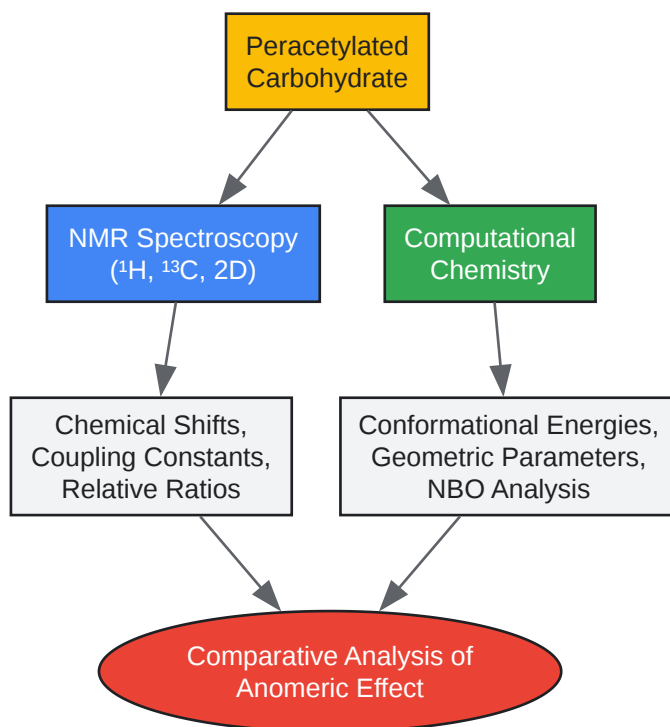 Peracetylated
Carbohydrate
NMR Spectroscopy
(¹H, ¹³C, 2D)
Computational
Chemistry
Chemical Shifts,
Coupling Constants,
Relative Ratios
Conformational Energies,
Geometric Parameters,
NBO Analysis
Comparative Analysis of
Anomeric Effect